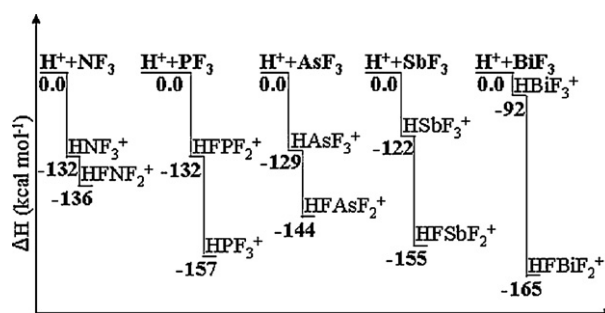 ΔH (kcal mol⁻¹)
H⁺+NF₃ H⁺+PF₃ H⁺+AsF₃ H⁺+SbF₃ H⁺+BiF₃
0.0 0.0 0.0 0.0 0.0
HBiF₃⁺
-92
HNF₃⁺ HFPF₂⁺ HAsF₃⁺ HSbF₃⁺
-132 -132 -129 -122
HFNF₂⁺
-136
HFAsF₂⁺
-144
HPF₃⁺ HFSbF₂⁺
-157 -155
HFBiF₂⁺
-165